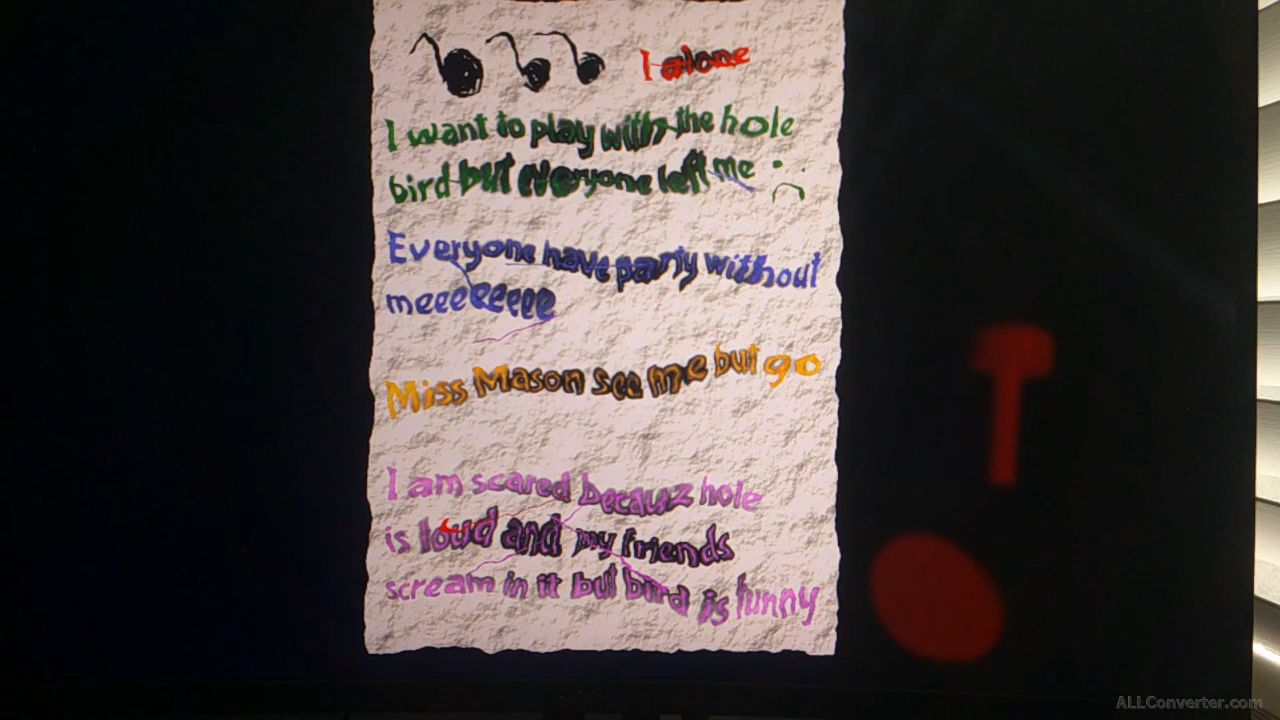 I alone
I want to play with the hole
bird but everyone left me :(
Everyone have party without
meeeeeeee
Miss Mason see me but go
I am scared becauz hole
is loud and my friends
scream in it but bird is funny
ALLConverter.com